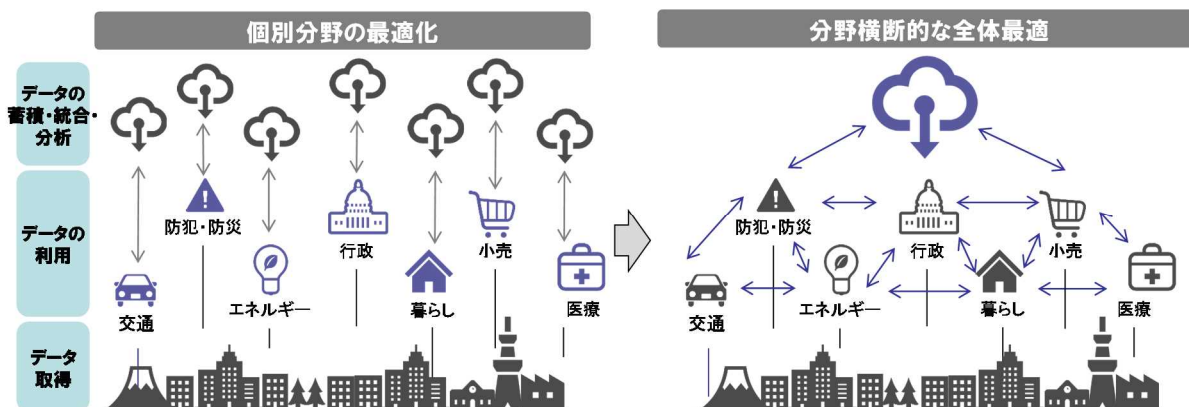 個別分野の最適化
分野横断的な全体最適
データの
蓄積・統合・
分析
データの
利用
データ
取得
防犯・防災
行政
小売
交通
エネルギー
暮らし
医療
防犯・防災
行政
小売
交通
エネルギー
暮らし
医療